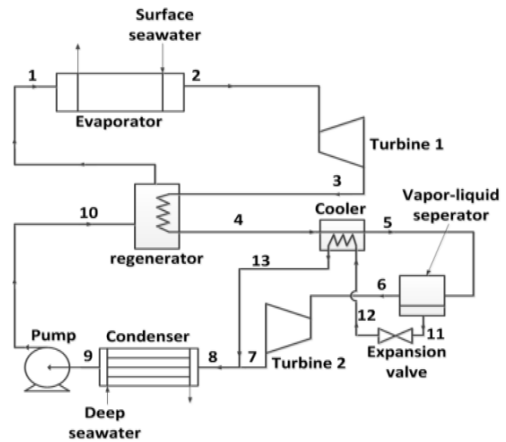 Surface
seawater
1
2
Evaporator
Turbine 1
3
Vapor-liquid
seperator
Cooler
10
4
5
regenerator
13
6
12
11
Pump
Condenser
9
8
7
Turbine 2
Expansion
valve
Deep
seawater